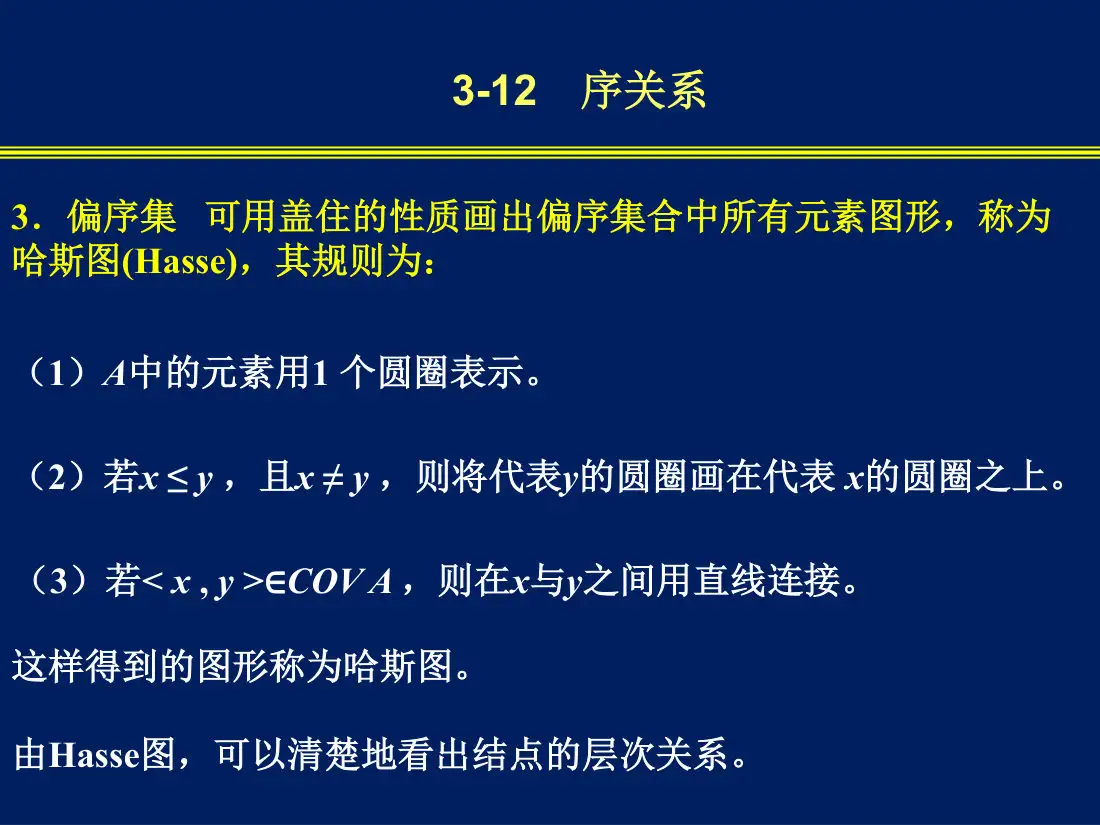 3-12 序关系
3．偏序集 可用盖住的性质画出偏序集合中所有元素图形，称为
哈斯图(Hasse)，其规则为：
（1）A中的元素用1 个圆圈表示。
（2）若x ≤ y ，且x ≠ y ，则将代表y的圆圈画在代表 x的圆圈之上。
（3）若< x , y >∈COV A ，则在x与y之间用直线连接。
这样得到的图形称为哈斯图。
由Hasse图，可以清楚地看出结点的层次关系。